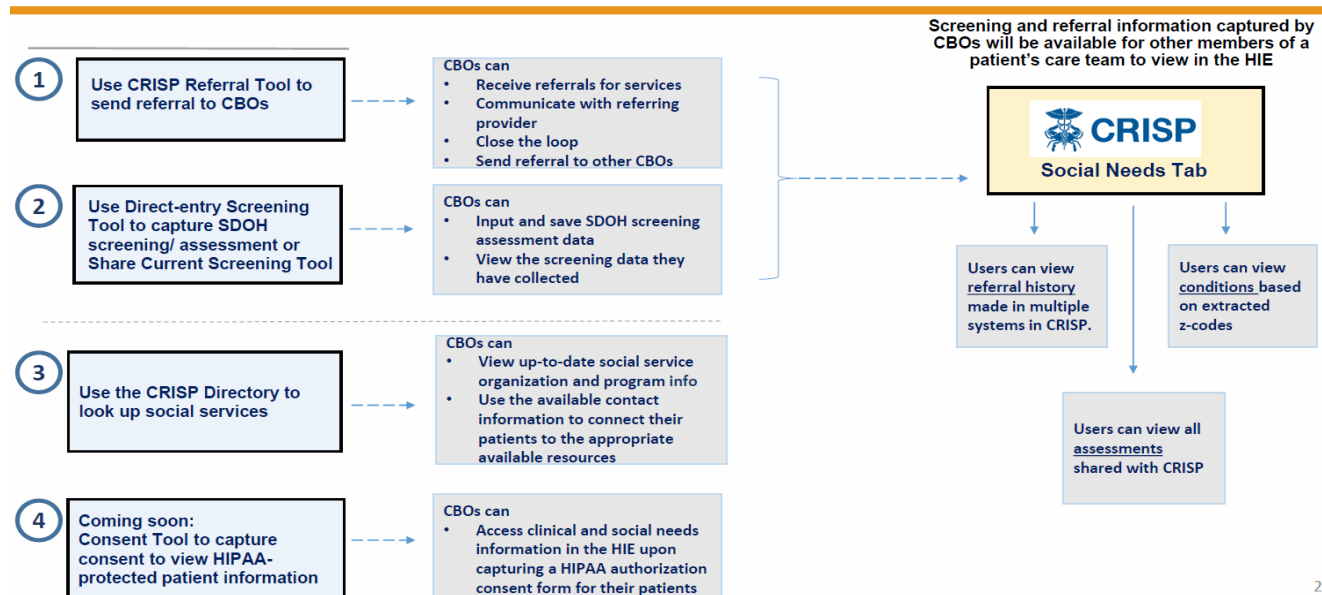 Screening and referral information captured by
CBOs will be available for other members of a
patient's care team to view in the HIE
1
Use CRISP Referral Tool to
send referral to CBOs
CBOs can
• Receive referrals for services
• Communicate with referring
provider
• Close the loop
• Send referral to other CBOs
CRISP
Social Needs Tab
2
Use Direct-entry Screening
Tool to capture SDOH
screening/ assessment or
Share Current Screening Tool
CBOs can
• Input and save SDOH screening
assessment data
• View the screening data they
have collected
Users can view
referral history
made in multiple
systems in CRISP.
Users can view
conditions based
on extracted
z-codes
Users can view all
assessments
shared with CRISP
3
Use the CRISP Directory to
look up social services
CBOs can
• View up-to-date social service
organization and program info
• Use the available contact
information to connect their
patients to the appropriate
available resources
4
Coming soon:
Consent Tool to capture
consent to view HIPAA-
protected patient information
CBOs can
• Access clinical and social needs
information in the HIE upon
capturing a HIPAA authorization
consent form for their patients
2